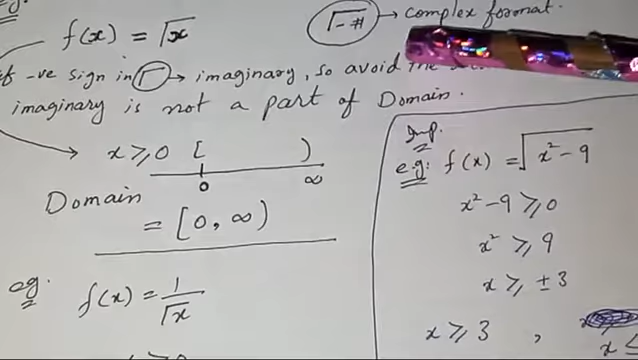 eg.
f(x) = √x
√-# → complex format.
if -ve sign in √ → imaginary, so avoid the
imaginary is not a part of Domain.
x ≥ 0 [ )
0 ∞
Domain
= [0, ∞)
eg.
f(x) = 1/√x
Imp.
e.g: f(x) = √x² - 9
x² - 9 ≥ 0
x² ≥ 9
x ≥ ± 3
x ≥ 3 , x ≤